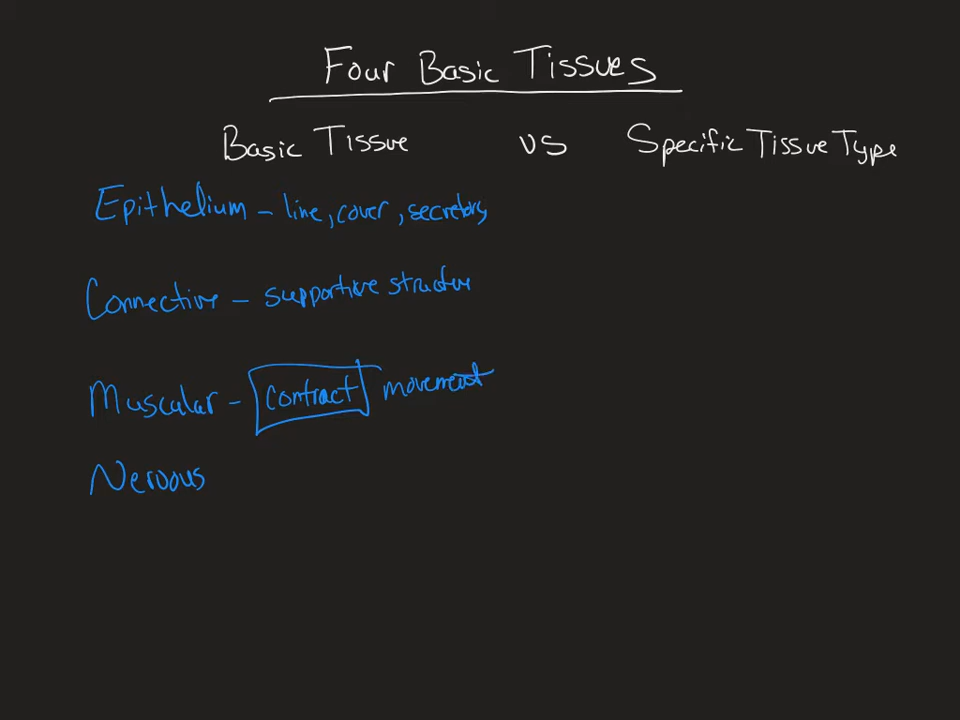 Four Basic Tissues
Basic Tissue vs Specific Tissue Type
Epithelium - line, cover, secretory
Connective - supportive structure
Muscular - contract movement
Nervous